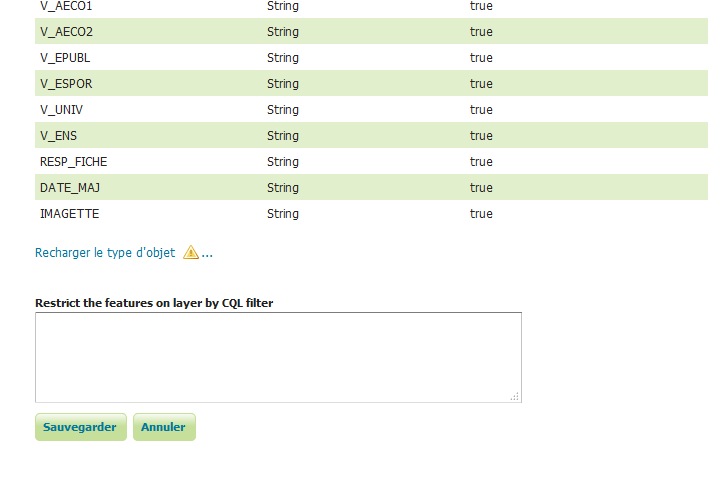 V_AECO1 String true
V_AECO2 String true
V_EPUBL String true
V_ESPOR String true
V_UNIV String true
V_ENS String true
RESP_FICHE String true
DATE_MAJ String true
IMAGETTE String true
Recharger le type d'objet ...
Restrict the features on layer by CQL filter
Sauvegarder Annuler